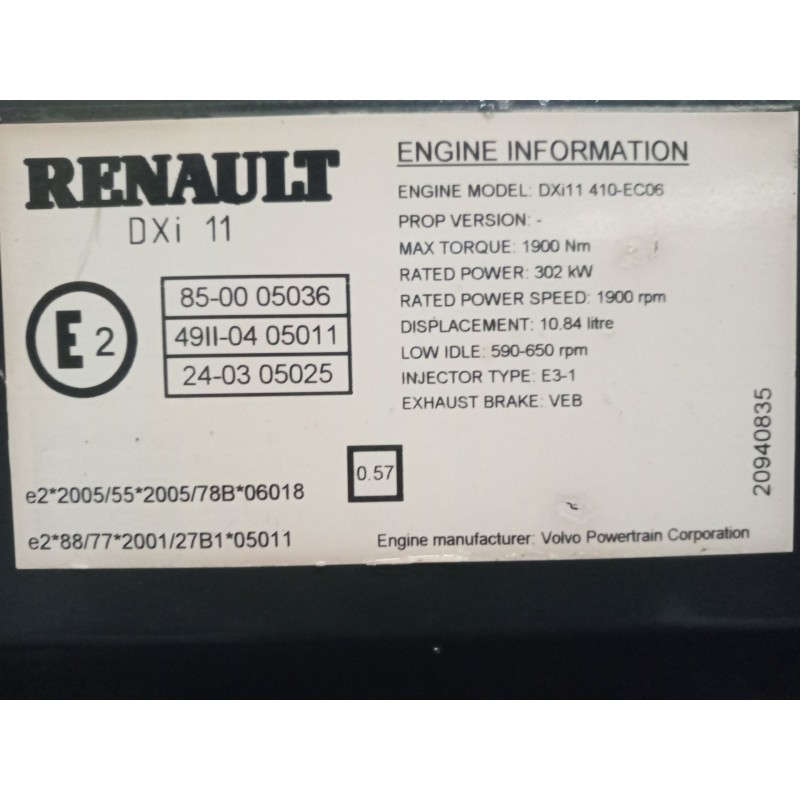 RENAULT
DXi 11
E2
85-00 05036
49II-04 05011
24-03 05025
0.57
e2*2005/55*2005/78B*06018
e2*88/77*2001/27B1*05011
ENGINE INFORMATION
ENGINE MODEL: DXi11 410-EC06
PROP VERSION: -
MAX TORQUE: 1900 Nm
RATED POWER: 302 kW
RATED POWER SPEED: 1900 rpm
DISPLACEMENT: 10.84 litre
LOW IDLE: 590-650 rpm
INJECTOR TYPE: E3-1
EXHAUST BRAKE: VEB
20940835
Engine manufacturer: Volvo Powertrain Corporation